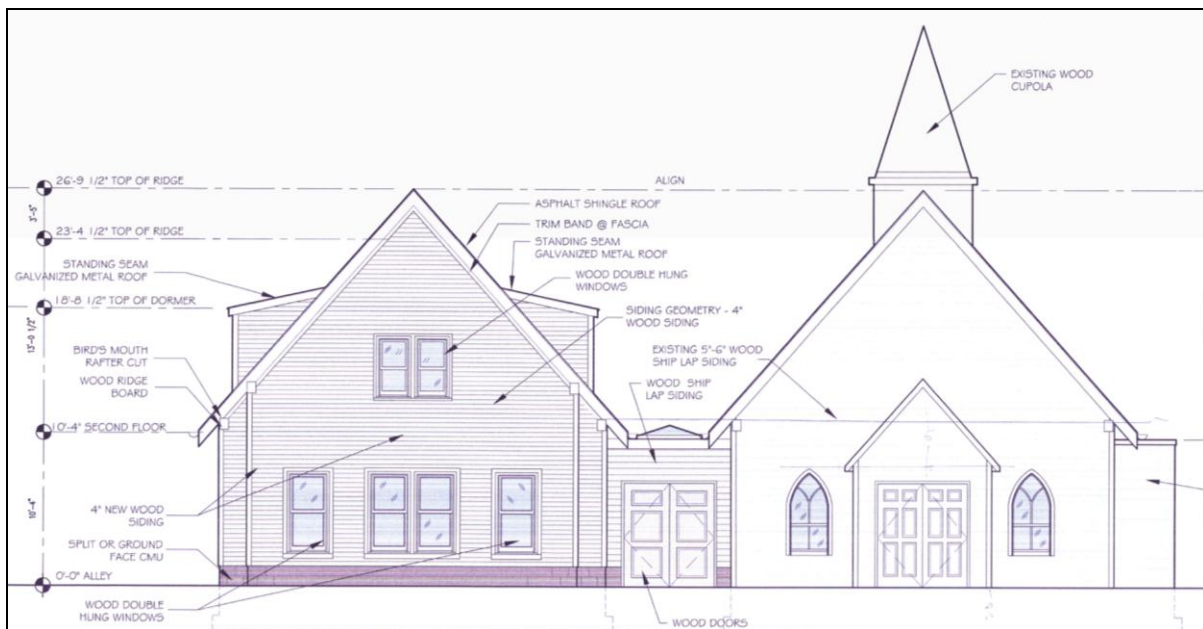 EXISTING WOOD
CUPOLA
26'-9 1/2" TOP OF RIDGE
ALIGN
3'-5"
ASPHALT SHINGLE ROOF
TRIM BAND @ FASCIA
23'-4 1/2" TOP OF RIDGE
STANDING SEAM
GALVANIZED METAL ROOF
STANDING SEAM
GALVANIZED METAL ROOF
WOOD DOUBLE HUNG
WINDOWS
18'-8 1/2" TOP OF DORMER
SIDING GEOMETRY - 4"
WOOD SIDING
13'-0 1/2"
BIRD'S MOUTH
RAFTER CUT
EXISTING 5"-6" WOOD
SHIP LAP SIDING
WOOD RIDGE
BOARD
WOOD SHIP
LAP SIDING
10'-4" SECOND FLOOR
10'-4"
4" NEW WOOD
SIDING
SPLIT OR GROUND
FACE CMU
0'-0" ALLEY
WOOD DOUBLE
HUNG WINDOWS
WOOD DOORS